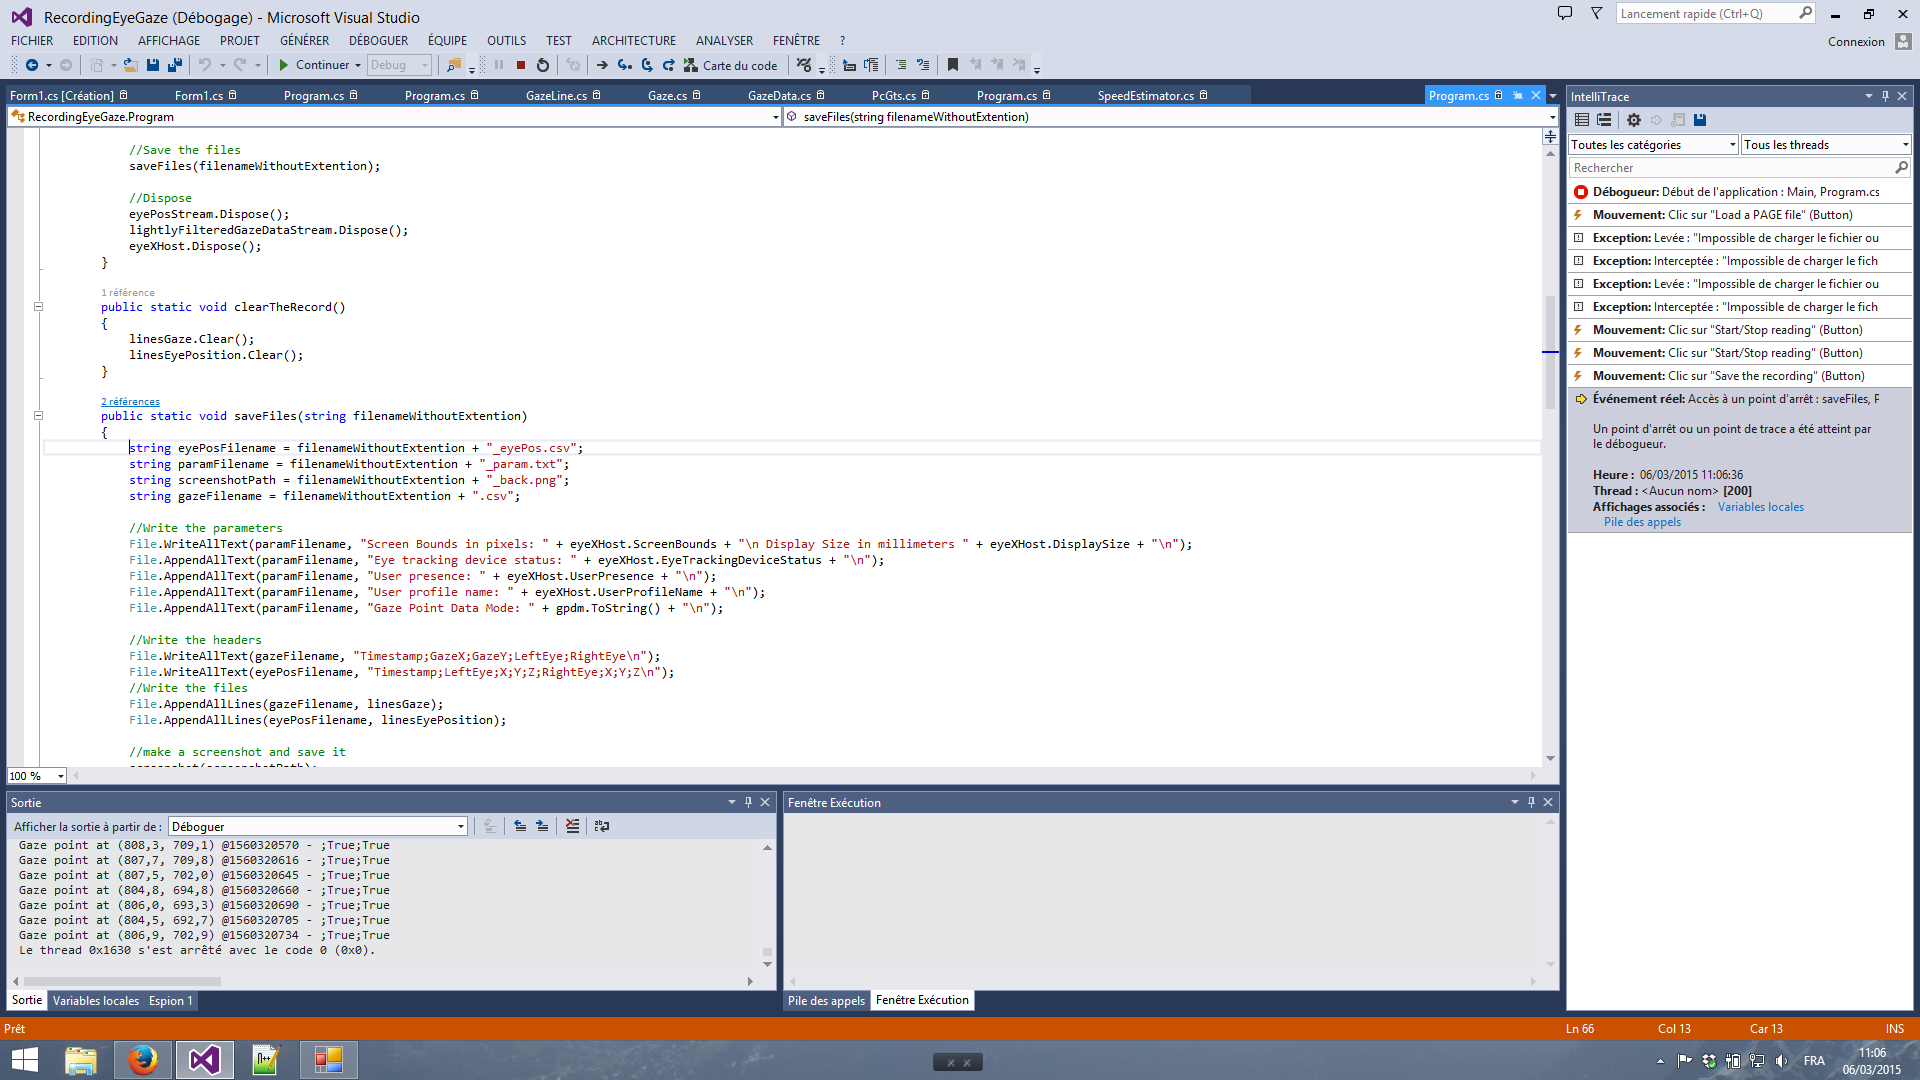 RecordingEyeGaze (Débogage) - Microsoft Visual Studio
Lancement rapide (Ctrl+Q)
FICHIER EDITION AFFICHAGE PROJET GÉNÉRER DÉBOGUER ÉQUIPE OUTILS TEST ARCHITECTURE ANALYSER FENÊTRE ?
Connexion
Continuer Debug Carte du code
Form1.cs [Création] Form1.cs Program.cs Program.cs GazeLine.cs Gaze.cs GazeData.cs PcGts.cs Program.cs SpeedEstimator.cs Program.cs
RecordingEyeGaze.Program saveFiles(string filenameWithoutExtention)
//Save the files
saveFiles(filenameWithoutExtention);
//Dispose
eyePosStream.Dispose();
lightlyFilteredGazeDataStream.Dispose();
eyeXHost.Dispose();
}
1 référence
public static void clearTheRecord()
{
linesGaze.Clear();
linesEyePosition.Clear();
}
2 références
public static void saveFiles(string filenameWithoutExtention)
{
string eyePosFilename = filenameWithoutExtention + "_eyePos.csv";
string paramFilename = filenameWithoutExtention + "_param.txt";
string screenshotPath = filenameWithoutExtention + "_back.png";
string gazeFilename = filenameWithoutExtention + ".csv";
//Write the parameters
File.WriteAllText(paramFilename, "Screen Bounds in pixels: " + eyeXHost.ScreenBounds + "\n Display Size in millimeters " + eyeXHost.DisplaySize + "\n");
File.AppendAllText(paramFilename, "Eye tracking device status: " + eyeXHost.EyeTrackingDeviceStatus + "\n");
File.AppendAllText(paramFilename, "User presence: " + eyeXHost.UserPresence + "\n");
File.AppendAllText(paramFilename, "User profile name: " + eyeXHost.UserProfileName + "\n");
File.AppendAllText(paramFilename, "Gaze Point Data Mode: " + gpdm.ToString() + "\n");
//Write the headers
File.WriteAllText(gazeFilename, "Timestamp;GazeX;GazeY;LeftEye;RightEye\n");
File.WriteAllText(eyePosFilename, "Timestamp;LeftEye;X;Y;Z;RightEye;X;Y;Z\n");
//Write the files
File.AppendAllLines(gazeFilename, linesGaze);
File.AppendAllLines(eyePosFilename, linesEyePosition);
//make a screenshot and save it
screenshot(screenshotPath);
100 %
IntelliTrace
Toutes les catégories Tous les threads
Rechercher
Débogueur: Début de l'application : Main, Program.cs
Mouvement: Clic sur "Load a PAGE file" (Button)
Exception: Levée : "Impossible de charger le fichier ou
Exception: Interceptée : "Impossible de charger le fich
Exception: Levée : "Impossible de charger le fichier ou
Exception: Interceptée : "Impossible de charger le fich
Mouvement: Clic sur "Start/Stop reading" (Button)
Mouvement: Clic sur "Start/Stop reading" (Button)
Mouvement: Clic sur "Save the recording" (Button)
Événement réel: Accès à un point d'arrêt : saveFiles, P
Un point d'arrêt ou un point de trace a été atteint par
le débogueur.
Heure : 06/03/2015 11:06:36
Thread : <Aucun nom> [200]
Affichages associés : Variables locales
Pile des appels
Sortie
Afficher la sortie à partir de : Déboguer
Gaze point at (808,3, 709,1) @1560320570 - ;True;True
Gaze point at (807,7, 709,8) @1560320616 - ;True;True
Gaze point at (807,5, 702,0) @1560320645 - ;True;True
Gaze point at (804,8, 694,8) @1560320660 - ;True;True
Gaze point at (806,0, 693,3) @1560320690 - ;True;True
Gaze point at (804,5, 692,7) @1560320705 - ;True;True
Gaze point at (806,9, 702,9) @1560320734 - ;True;True
Le thread 0x1630 s'est arrêté avec le code 0 (0x0).
Sortie Variables locales Espion 1
Fenêtre Exécution
Pile des appels Fenêtre Exécution
Prêt Ln 66 Col 13 Car 13 INS
FRA
11:06
06/03/2015